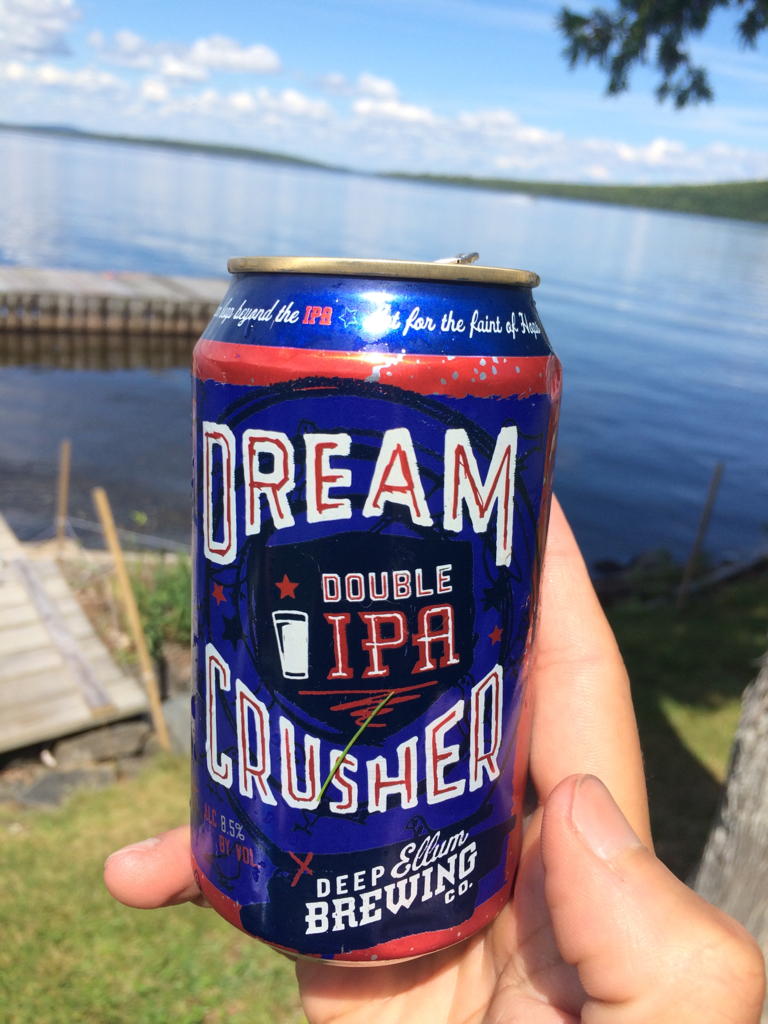 hop beyond the IPA not for the faint of Hops
DREAM
DOUBLE
IPA
CRUSHER
ALC 8.5%
BY VOL
DEEP Ellum
BREWING
CO.